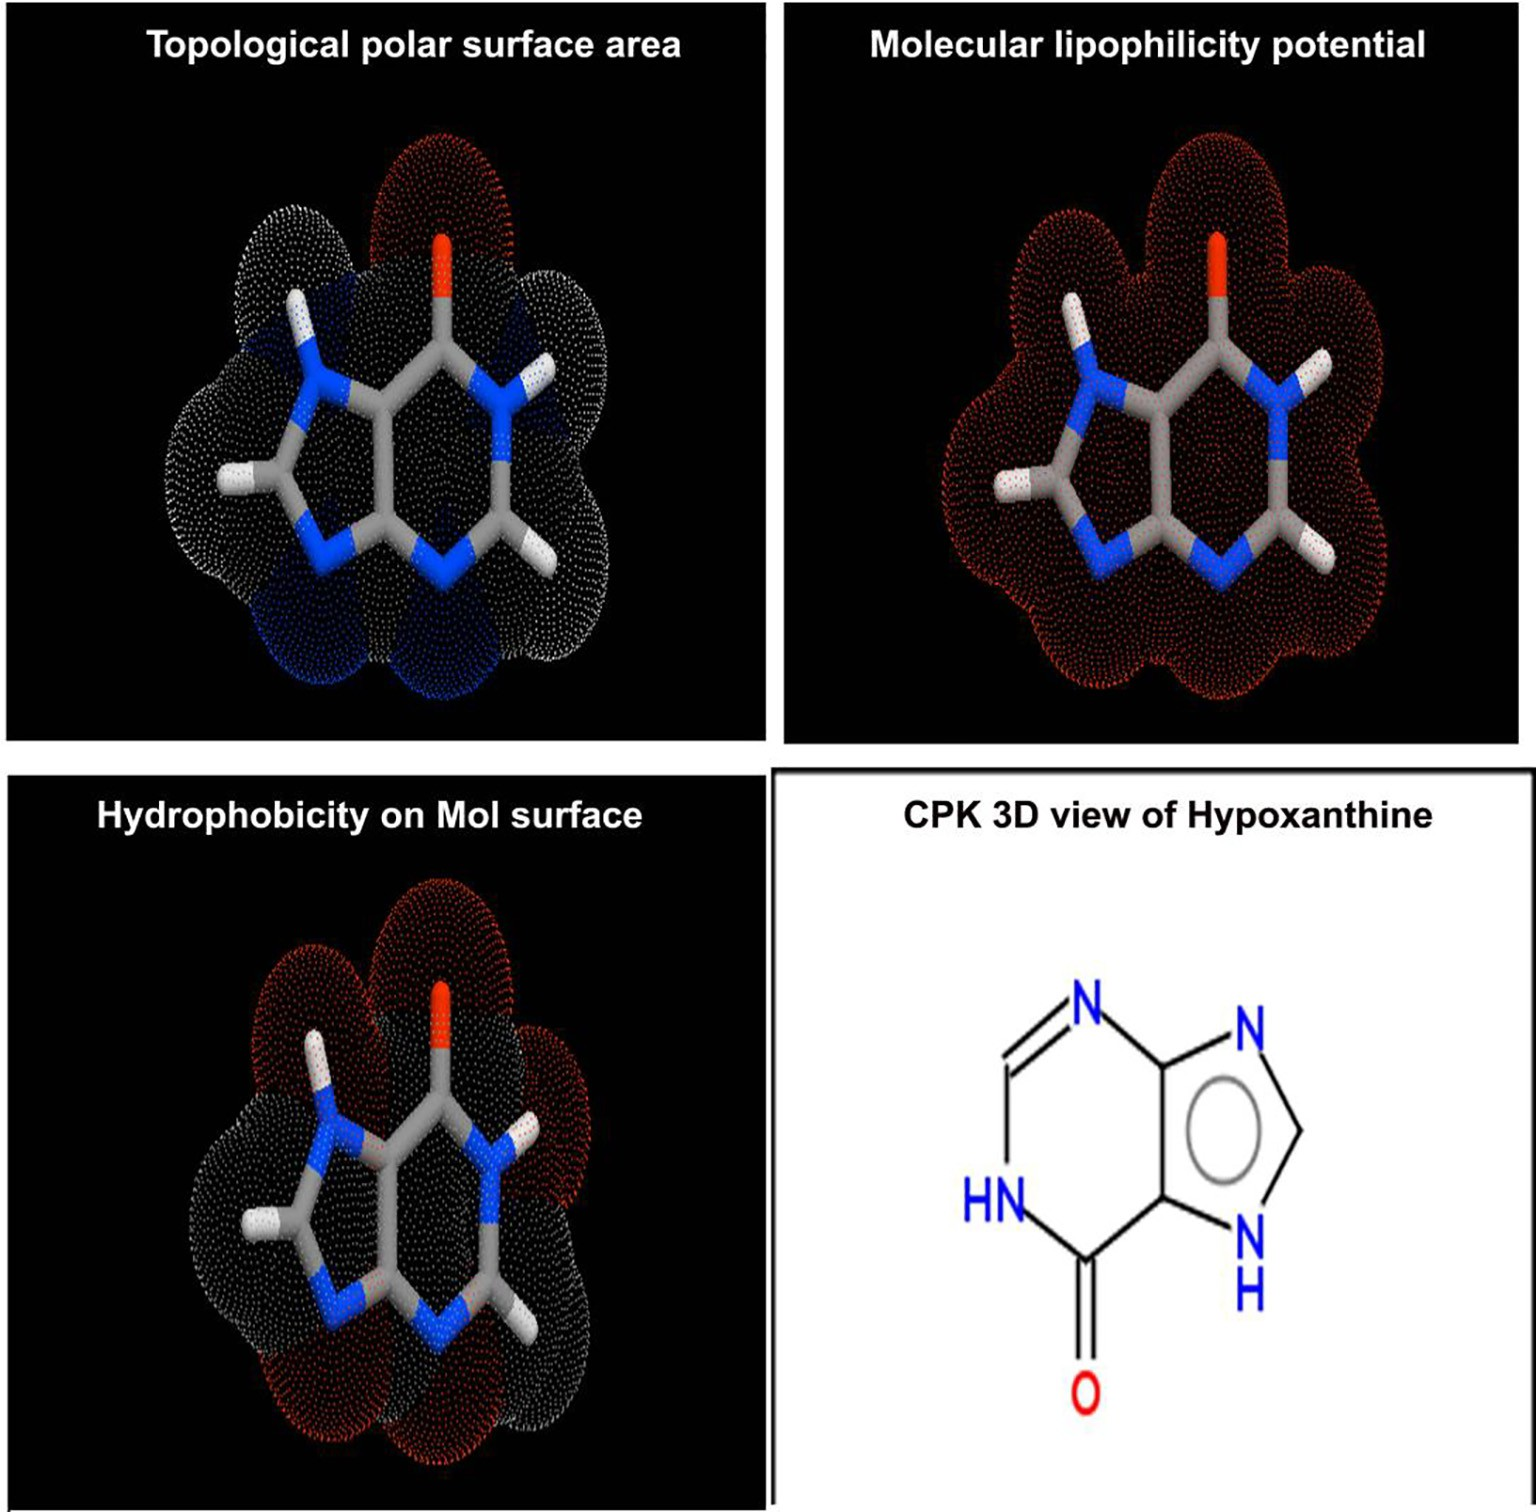 Topological polar surface area
Molecular lipophilicity potential
Hydrophobicity on Mol surface
CPK 3D view of Hypoxanthine
N
N
HN
N
H
O